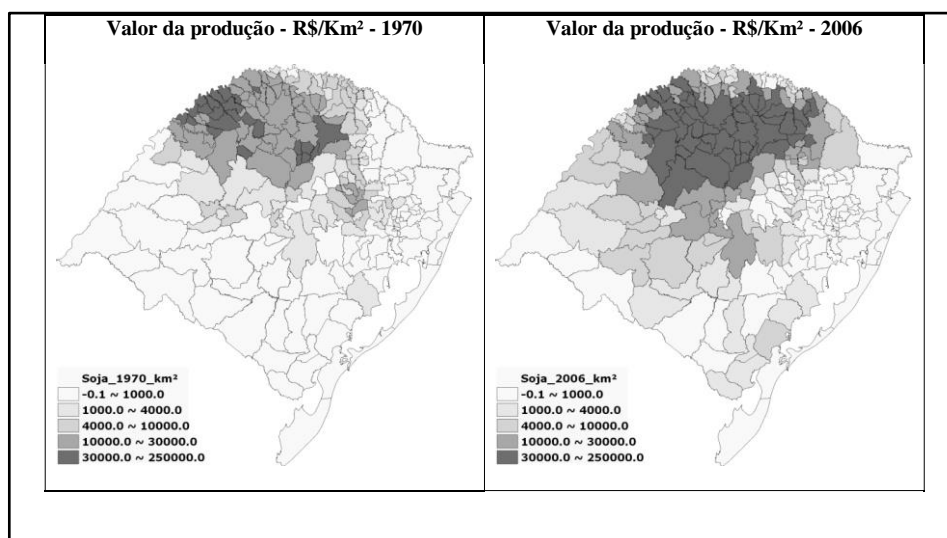 Valor da produção - R$/Km² - 1970
Valor da produção - R$/Km² - 2006
Soja_1970_km²
-0.1 ~ 1000.0
1000.0 ~ 4000.0
4000.0 ~ 10000.0
10000.0 ~ 30000.0
30000.0 ~ 250000.0
Soja_2006_km²
-0.1 ~ 1000.0
1000.0 ~ 4000.0
4000.0 ~ 10000.0
10000.0 ~ 30000.0
30000.0 ~ 250000.0